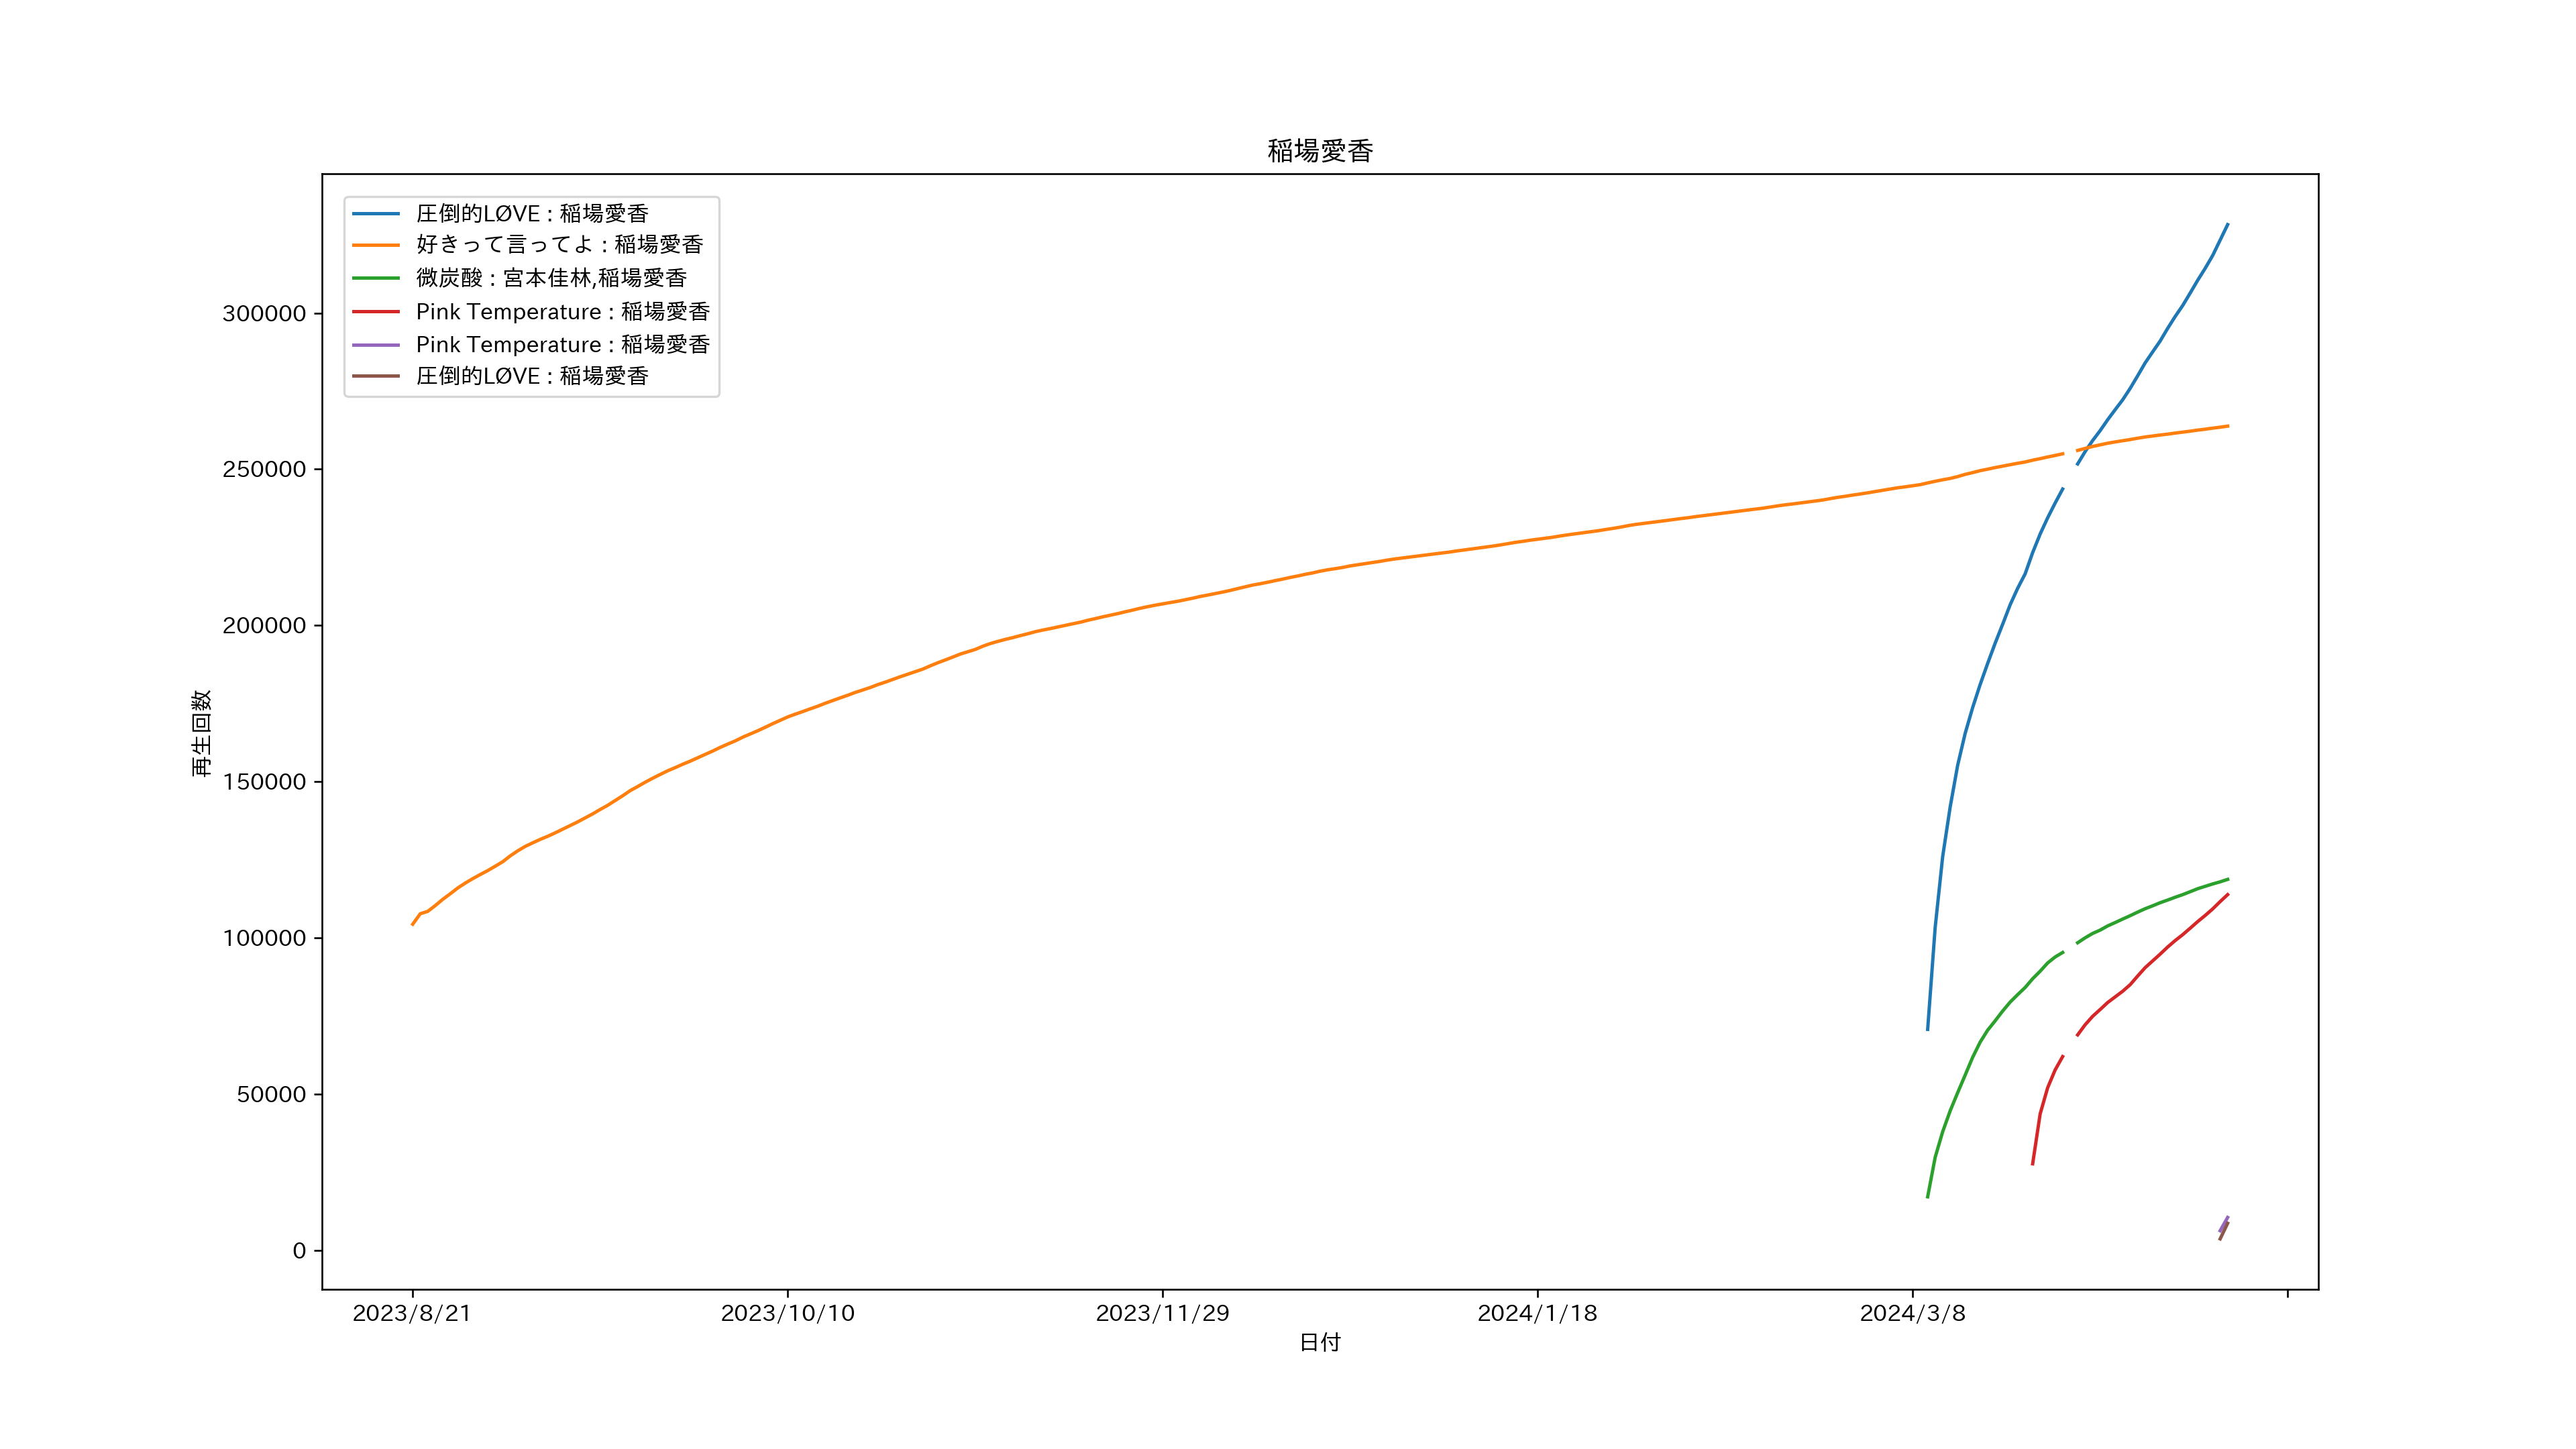 稲場愛香
圧倒的LØVE : 稲場愛香
好きって言ってよ : 稲場愛香
微炭酸 : 宮本佳林,稲場愛香
Pink Temperature : 稲場愛香
Pink Temperature : 稲場愛香
圧倒的LØVE : 稲場愛香
300000
250000
200000
150000
100000
50000
0
再生回数
2023/8/21 2023/10/10 2023/11/29 2024/1/18 2024/3/8
日付